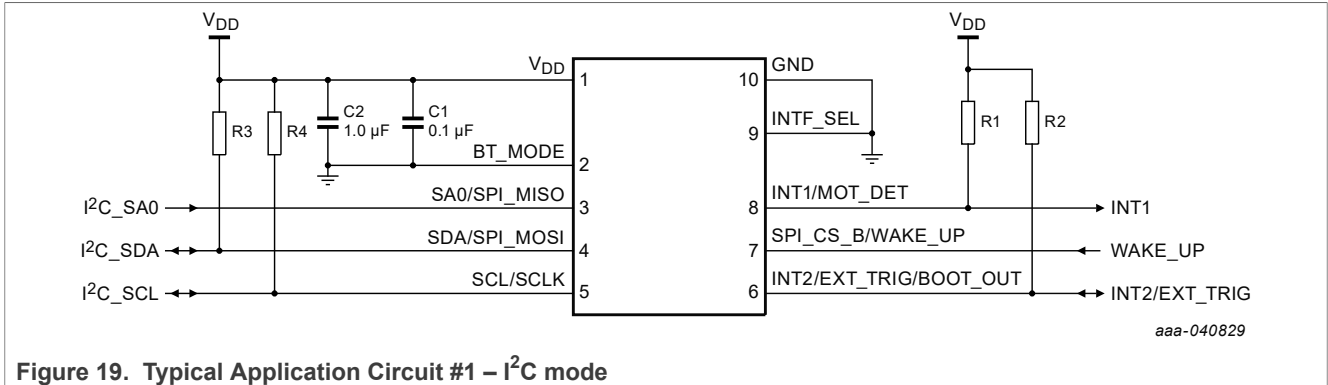 VDD
VDD
VDD
1
10
GND
C2
1.0 µF
C1
0.1 µF
R3
R4
R1
R2
INTF_SEL
9
BT_MODE
2
I²C_SA0
SA0/SPI_MISO
3
8
INT1/MOT_DET
INT1
I²C_SDA
SDA/SPI_MOSI
4
7
SPI_CS_B/WAKE_UP
WAKE_UP
I²C_SCL
SCL/SCLK
5
6
INT2/EXT_TRIG/BOOT_OUT
INT2/EXT_TRIG
aaa-040829
Figure 19. Typical Application Circuit #1 – I²C mode